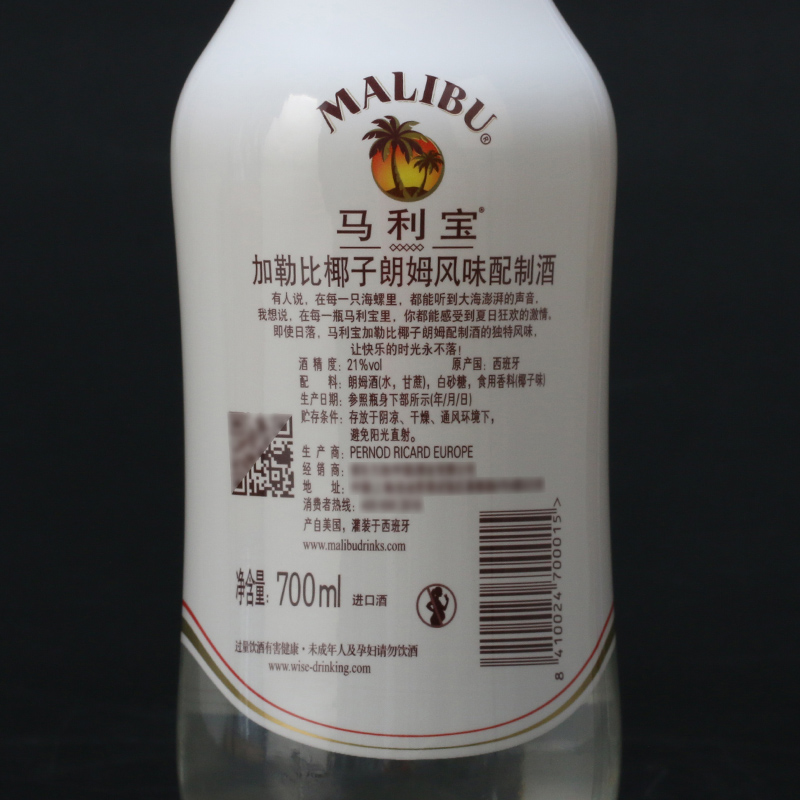 MALIBU®
马利宝®
加勒比椰子朗姆风味配制酒
有人说，在每一只海螺里，都能听到大海澎湃的声音，
我想说，在每一瓶马利宝里，你都能感受到夏日狂欢的激情。
即使日落，马利宝加勒比椰子朗姆配制酒的独特风味，
让快乐的时光永不落！
酒精度：21%vol 原产国：西班牙
配料：朗姆酒(水，甘蔗)，白砂糖，食用香料(椰子味)
生产日期：参照瓶身下部所示(年/月/日)
贮存条件：存放于阴凉、干燥、通风环境下，
避免阳光直射。
生产商：PERNOD RICARD EUROPE
经销商：
地址：
消费者热线：
产自美国，灌装于西班牙
www.malibudrinks.com
净含量：700ml 进口酒
8 410024 700015 >
过量饮酒有害健康·未成年人及孕妇请勿饮酒
www.wise-drinking.com